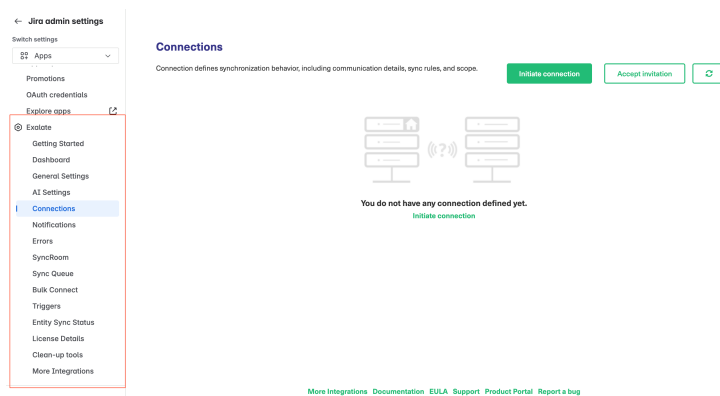 ← Jira admin settings
Switch settings
Apps
Promotions
OAuth credentials
Explore apps
Exalate
Getting Started
Dashboard
General Settings
AI Settings
Connections
Notifications
Errors
SyncRoom
Sync Queue
Bulk Connect
Triggers
Entity Sync Status
License Details
Clean-up tools
More Integrations
Connections
Connection defines synchronization behavior, including communication details, sync rules, and scope.
Initiate connection
Accept invitation
((?))
You do not have any connection defined yet.
Initiate connection
More Integrations Documentation EULA Support Product Portal Report a bug